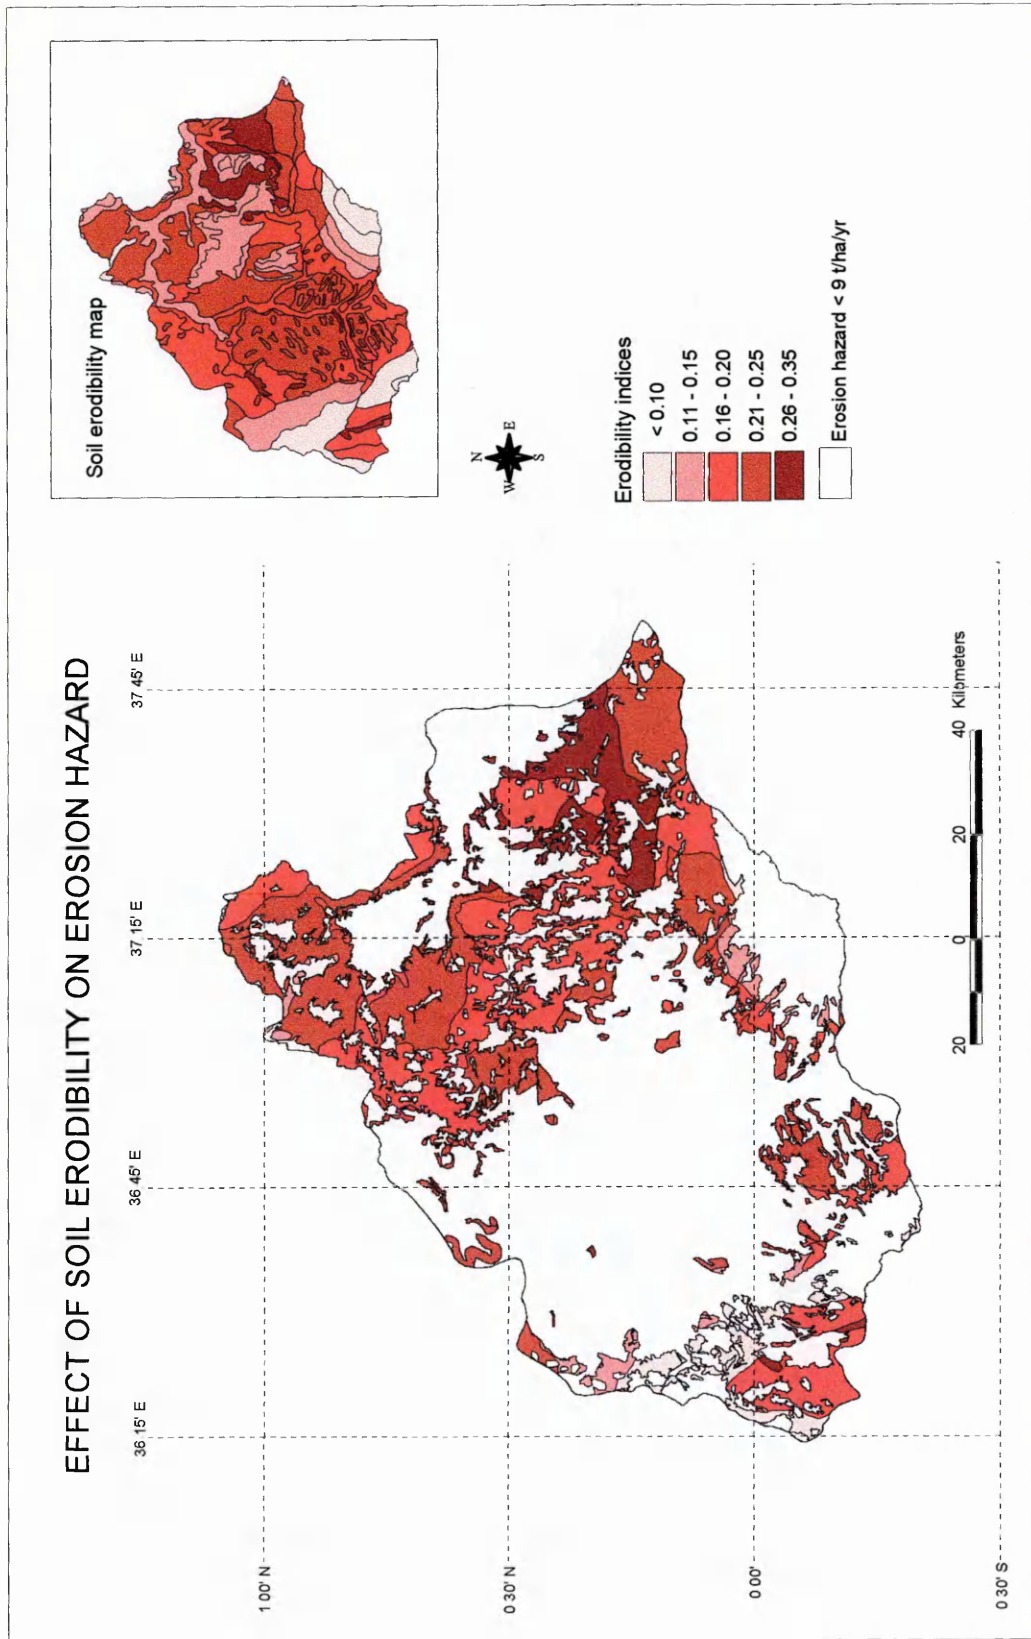 EFFECT OF SOIL ERODIBILITY ON EROSION HAZARD
36 15' E
36 45' E
37 15' E
37 45' E
1 00' N
0 30' N
0 00'
0 30' S
20
0
20
40 Kilometers
Soil erodibility map
N
W
E
S
Erodibility indices
< 0.10
0.11 - 0.15
0.16 - 0.20
0.21 - 0.25
0.26 - 0.35
Erosion hazard < 9 t/ha/yr